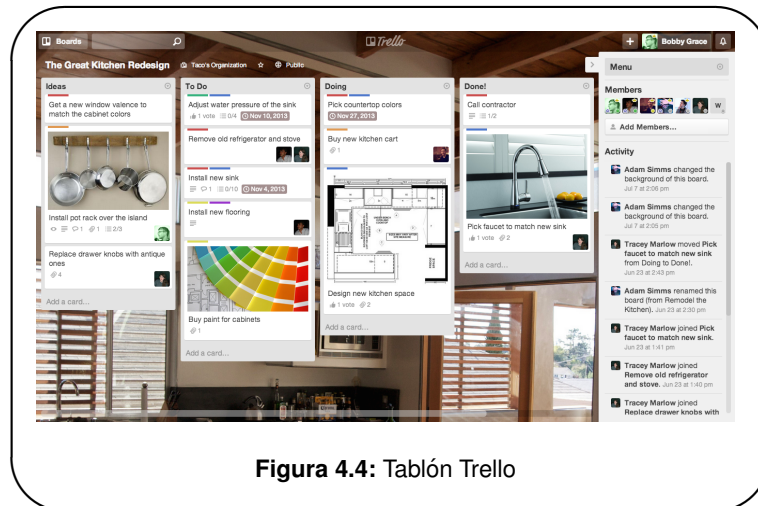 Boards
Trello
Bobby Grace
The Great Kitchen Redesign
Taco's Organization
Public
Ideas
Get a new window valence to
match the cabinet colors
Install pot rack over the island
1
1
2/3
Replace drawer knobs with antique
ones
4
Add a card...
To Do
Adjust water pressure of the sink
1 vote
0/4
Nov 10, 2013
Remove old refrigerator and stove
Install new sink
1
0/10
Nov 4, 2013
Install new flooring
Buy paint for cabinets
1
Add a card...
Doing
Pick countertop colors
Nov 27, 2013
Buy new kitchen cart
Design new kitchen space
1 vote
2
Add a card...
Done!
Call contractor
1/2
Pick faucet to match new sink
1 vote
2
Add a card...
Menu
Members
W
Add Members...
Activity
Adam Simms changed the
background of this board.
Jul 7 at 2:06 pm
Adam Simms changed the
background of this board.
Jul 7 at 2:05 pm
Tracey Marlow moved Pick
faucet to match new sink
from Doing to Done!.
Jun 23 at 2:43 pm
Adam Simms renamed this
board (from Remodel the
Kitchen). Jun 23 at 2:30 pm
Tracey Marlow joined Pick
faucet to match new sink.
Jun 23 at 1:41 pm
Tracey Marlow joined
Remove old refrigerator
and stove. Jun 23 at 1:40 pm
Tracey Marlow joined
Replace drawer knobs with
Figura 4.4: Tablón Trello